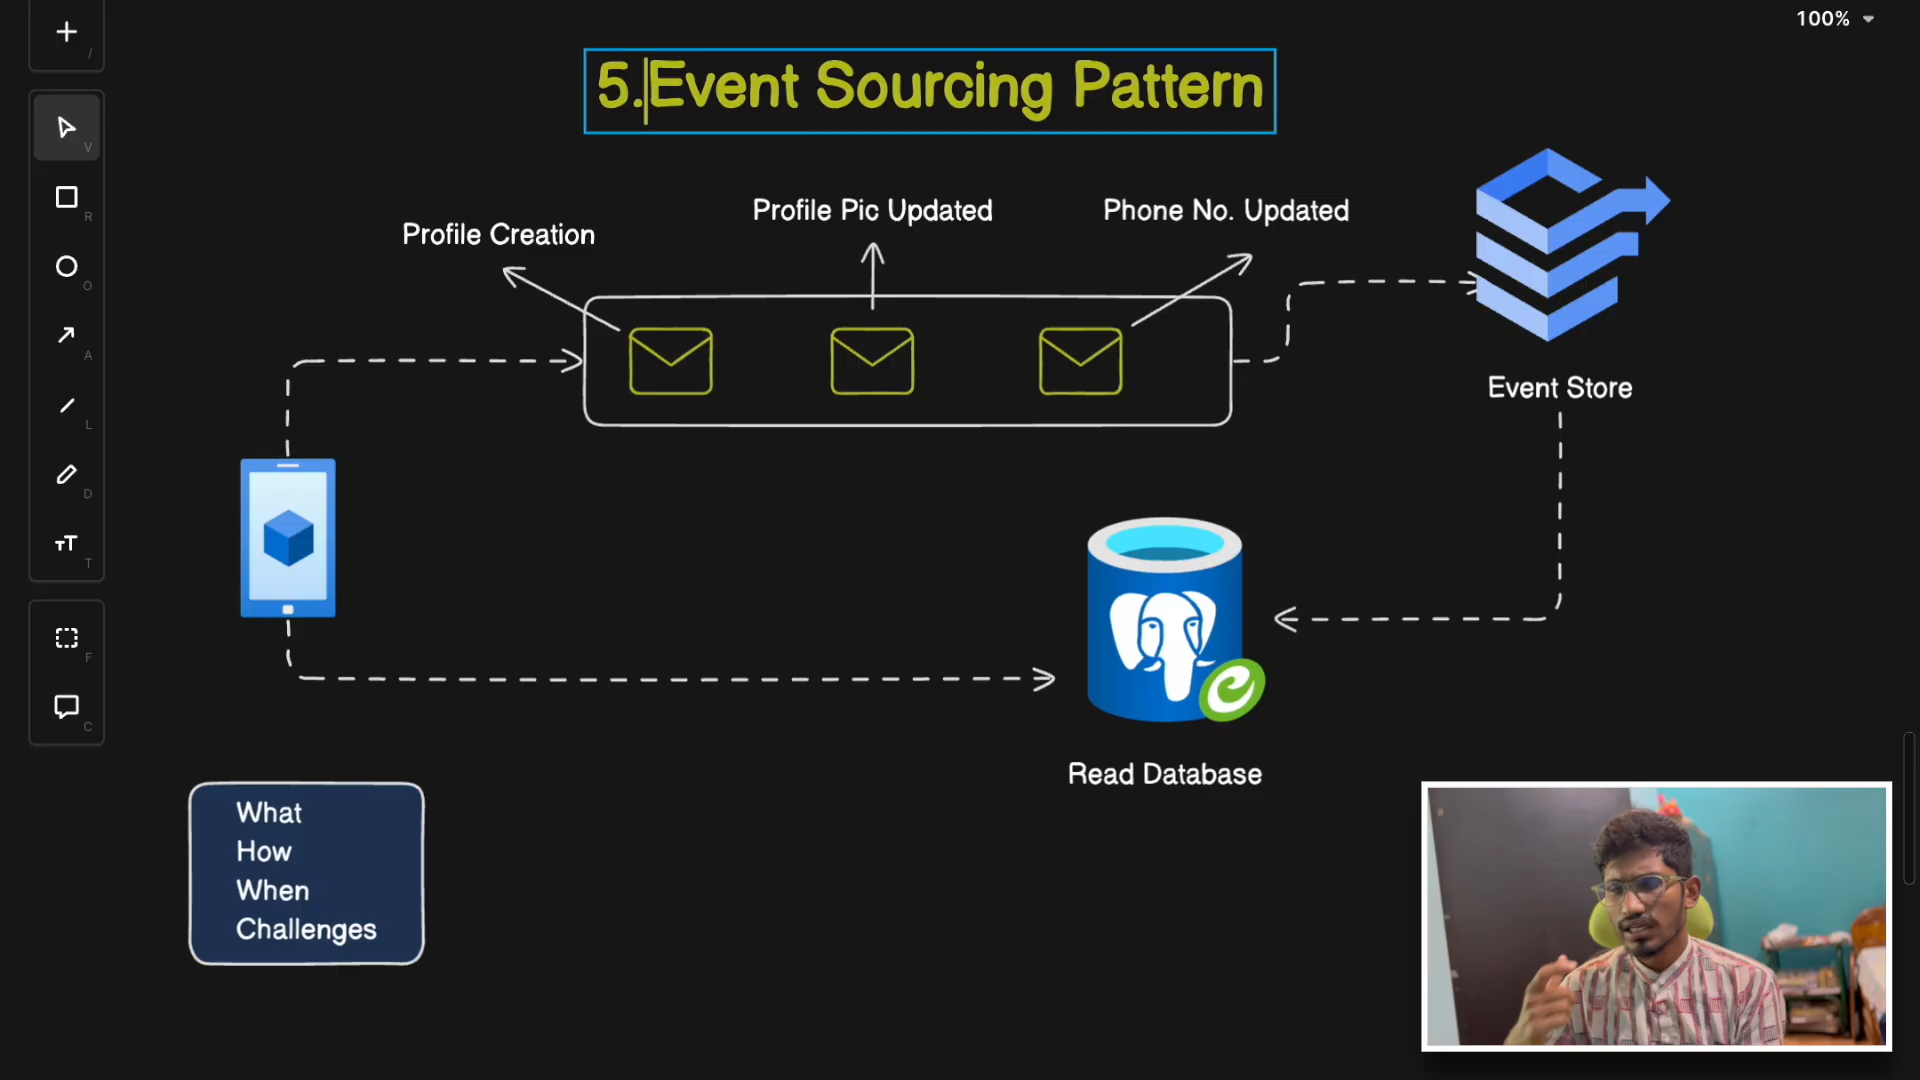 100%
/
V
R
O
A
L
D
T
F
C
5.Event Sourcing Pattern
Profile Creation
Profile Pic Updated
Phone No. Updated
Event Store
Read Database
What
How
When
Challenges